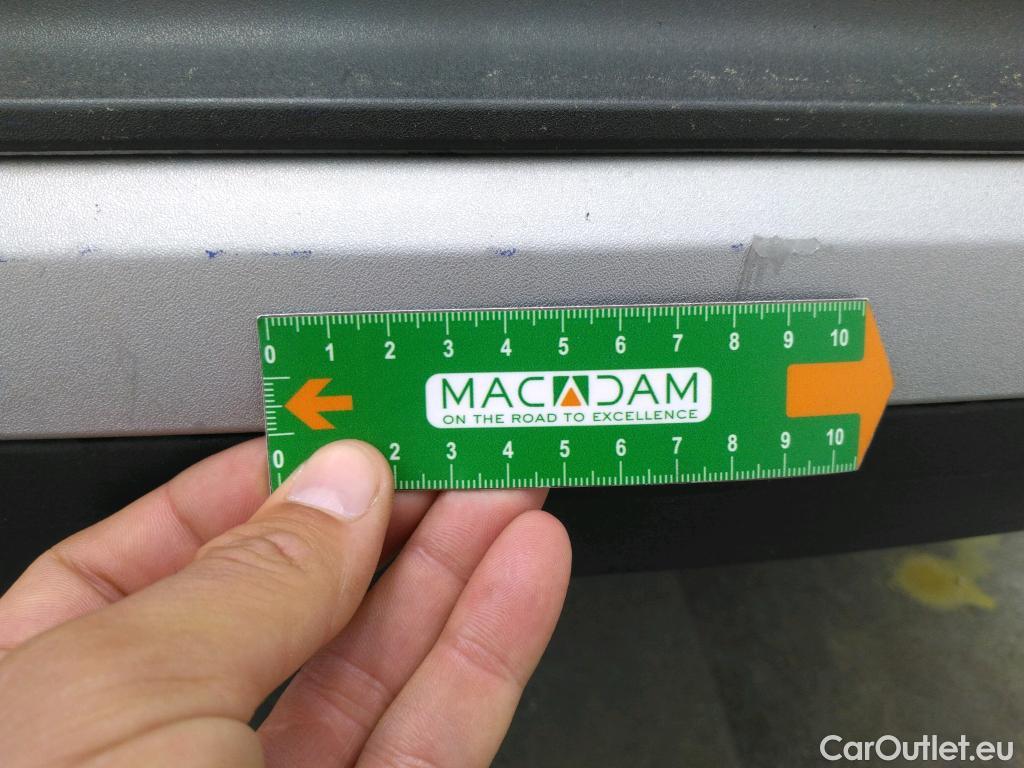 0 1 2 3 4 5 6 7 8 9 10
MACADAM
ON THE ROAD TO EXCELLENCE
0 2 3 4 5 6 7 8 9 10
CarOutlet.eu